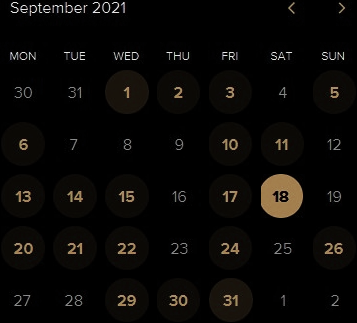 September 2021
MON TUE WED THU FRI SAT SUN
30 31 1 2 3 4 5
6 7 8 9 10 11 12
13 14 15 16 17 18 19
20 21 22 23 24 25 26
27 28 29 30 31 1 2